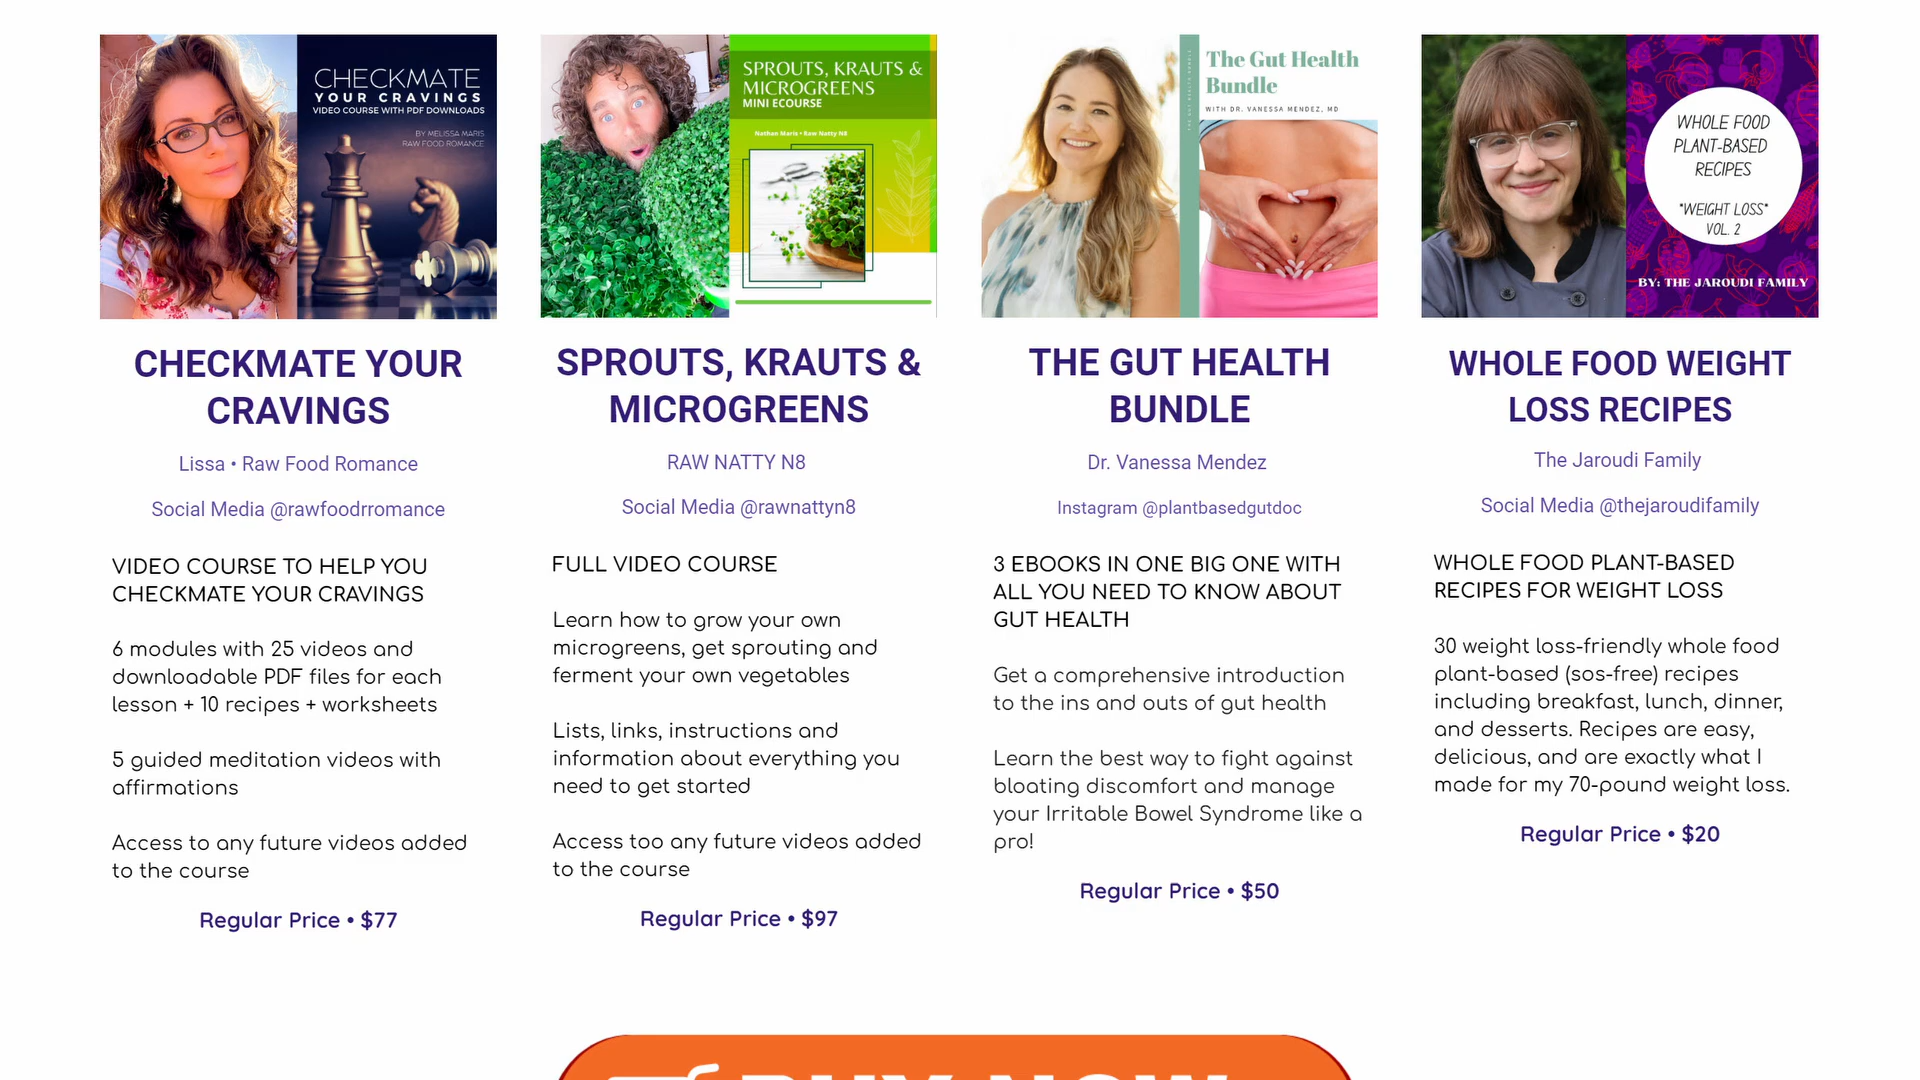 CHECKMATE
YOUR CRAVINGS
VIDEO COURSE WITH PDF DOWNLOADS
BY MELISSA MARIS
RAW FOOD ROMANCE
CHECKMATE YOUR
CRAVINGS
Lissa • Raw Food Romance
Social Media @rawfoodrromance
VIDEO COURSE TO HELP YOU
CHECKMATE YOUR CRAVINGS
6 modules with 25 videos and
downloadable PDF files for each
lesson + 10 recipes + worksheets
5 guided meditation videos with
affirmations
Access to any future videos added
to the course
Regular Price • $77
SPROUTS, KRAUTS &
MICROGREENS
MINI ECOURSE
Nathan Maris • Raw Natty N8
SPROUTS, KRAUTS &
MICROGREENS
RAW NATTY N8
Social Media @rawnattyn8
FULL VIDEO COURSE
Learn how to grow your own
microgreens, get sprouting and
ferment your own vegetables
Lists, links, instructions and
information about everything you
need to get started
Access too any future videos added
to the course
Regular Price • $97
The Gut Health
Bundle
WITH DR. VANESSA MENDEZ, MD
THE GUT HEALTH
BUNDLE
Dr. Vanessa Mendez
Instagram @plantbasedgutdoc
3 EBOOKS IN ONE BIG ONE WITH
ALL YOU NEED TO KNOW ABOUT
GUT HEALTH
Get a comprehensive introduction
to the ins and outs of gut health
Learn the best way to fight against
bloating discomfort and manage
your Irritable Bowel Syndrome like a
pro!
Regular Price • $50
WHOLE FOOD
PLANT-BASED
RECIPES
*WEIGHT LOSS*
VOL. 2
BY: THE JAROUDI FAMILY
WHOLE FOOD WEIGHT
LOSS RECIPES
The Jaroudi Family
Social Media @thejaroudifamily
WHOLE FOOD PLANT-BASED
RECIPES FOR WEIGHT LOSS
30 weight loss-friendly whole food
plant-based (sos-free) recipes
including breakfast, lunch, dinner,
and desserts. Recipes are easy,
delicious, and are exactly what I
made for my 70-pound weight loss.
Regular Price • $20
BUY NOW